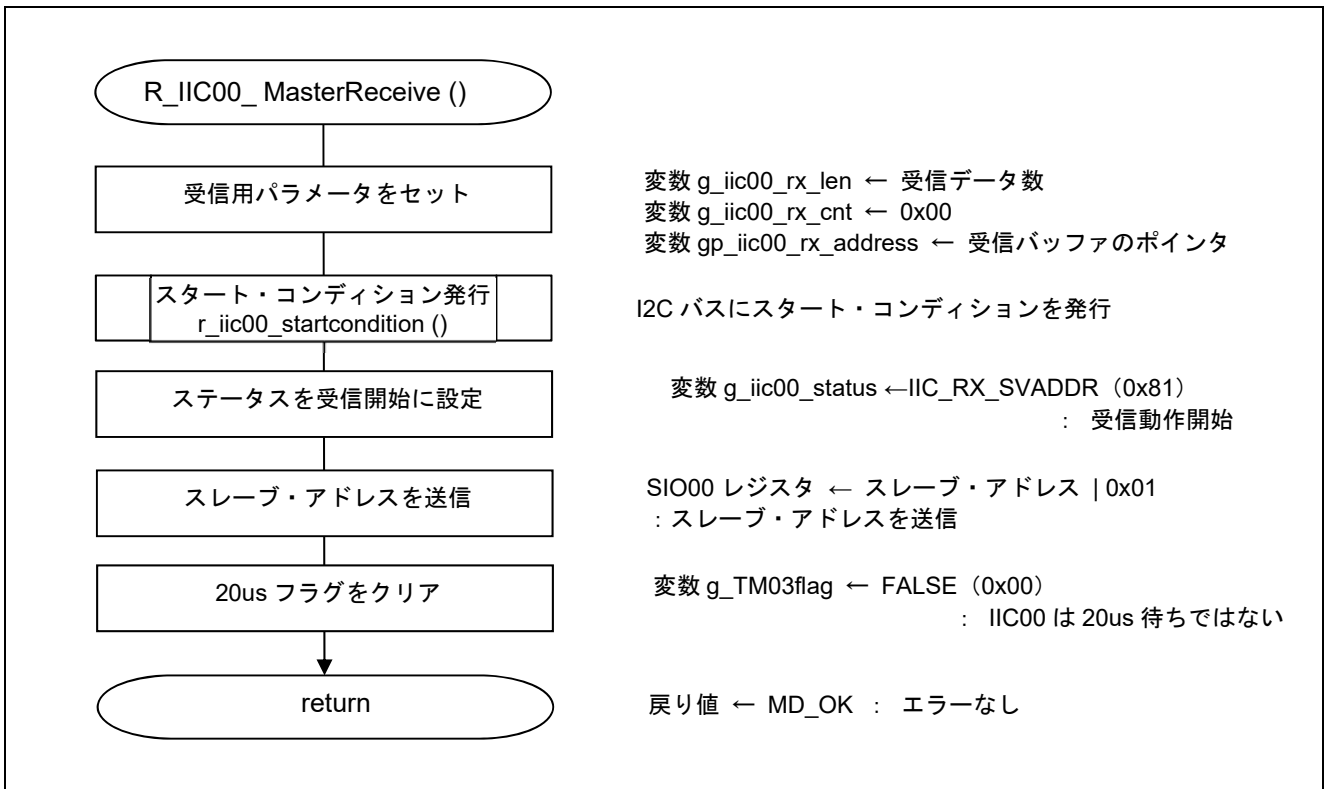 R_IIC00_ MasterReceive ()
受信用パラメータをセット
変数 g_iic00_rx_len ← 受信データ数
変数 g_iic00_rx_cnt ← 0x00
変数 gp_iic00_rx_address ← 受信バッファのポインタ
スタート・コンディション発行
r_iic00_startcondition ()
I2C バスにスタート・コンディションを発行
ステータスを受信開始に設定
変数 g_iic00_status ←IIC_RX_SVADDR（0x81）
： 受信動作開始
スレーブ・アドレスを送信
SIO00 レジスタ ← スレーブ・アドレス | 0x01
：スレーブ・アドレスを送信
20us フラグをクリア
変数 g_TM03flag ← FALSE（0x00）
： IIC00 は 20us 待ちではない
return
戻り値 ← MD_OK ： エラーなし